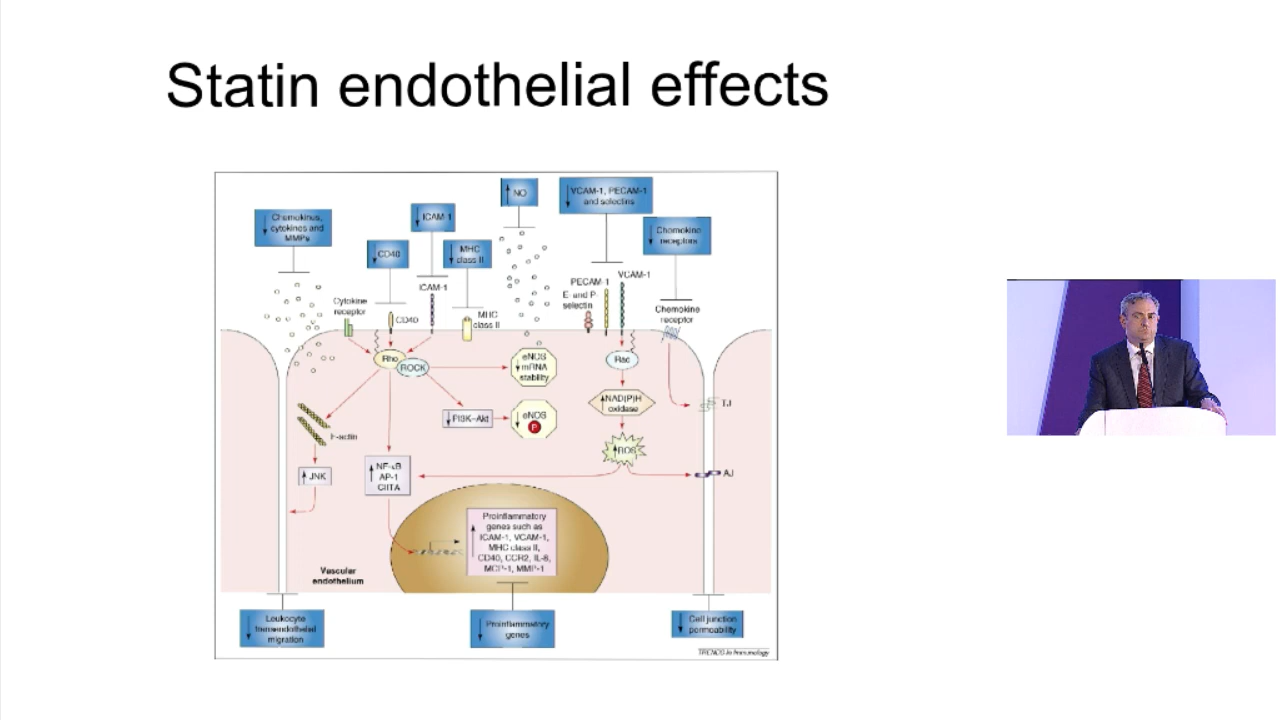 Statin endothelial effects
NO
VCAM-1, PECAM-1
and selectins
Chemokines,
cytokines and
MMPs
ICAM-1
CD40
MHC
class II
Chemokine
receptors
ICAM-1
PECAM-1
VCAM-1
E- and P-
selectin
Cytokine
receptor
CD40
MHC
class II
Chemokine
receptor
Rho
ROCK
eNOS
mRNA
stability
Rac
PI3K–Akt
eNOS
P
NAD(P)H
oxidase
TJ
F-actin
ROS
JNK
NF-κB
AP-1
CIITA
AJ
Proinflammatory
genes such as
ICAM-1, VCAM-1,
MHC class II,
CD40, CCR2, IL-8,
MCP-1, MMP-1
Vascular
endothelium
Leukocyte
transendothelial
migration
Proinflammatory
genes
Cell junction
permeability
TRENDS in Immunology